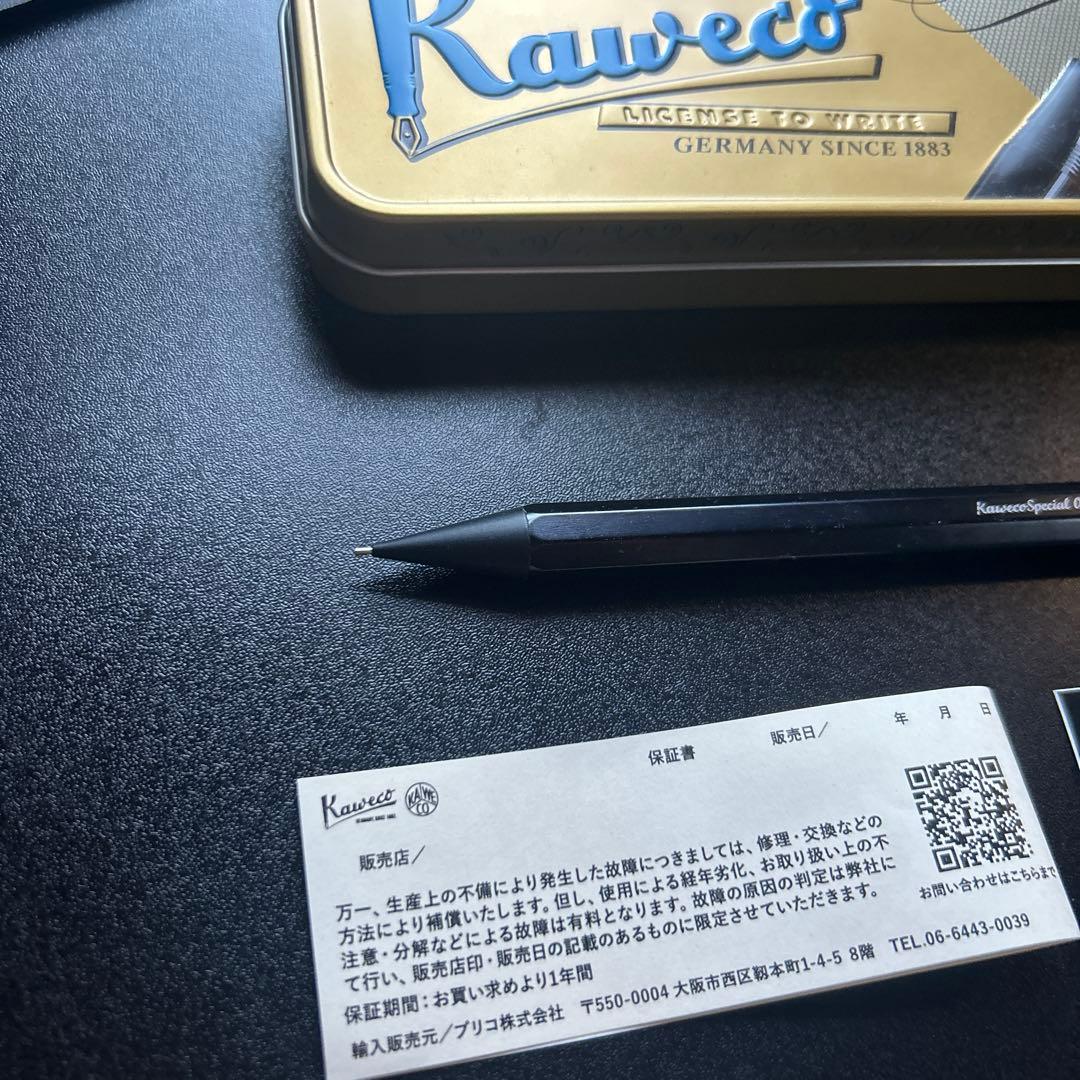 Kaweco
LICENSE TO WRITE
GERMANY SINCE 1883
KawecoSpecial 0
保証書 販売日/ 年 月 日
Kaweco
KA WE CO
販売店/
万一、生産上の不備により発生した故障につきましては、修理・交換などの
方法により補償いたします。但し、使用による経年劣化、お取り扱い上の不
注意・分解などによる故障は有料となります。故障の原因の判定は弊社に
て行い、販売店印・販売日の記載のあるものに限定させていただきます。
お問い合わせはこちらまで
保証期間：お買い求めより1年間
輸入販売元/プリコ株式会社 〒550-0004 大阪市西区靱本町1-4-5 8階 TEL.06-6443-0039